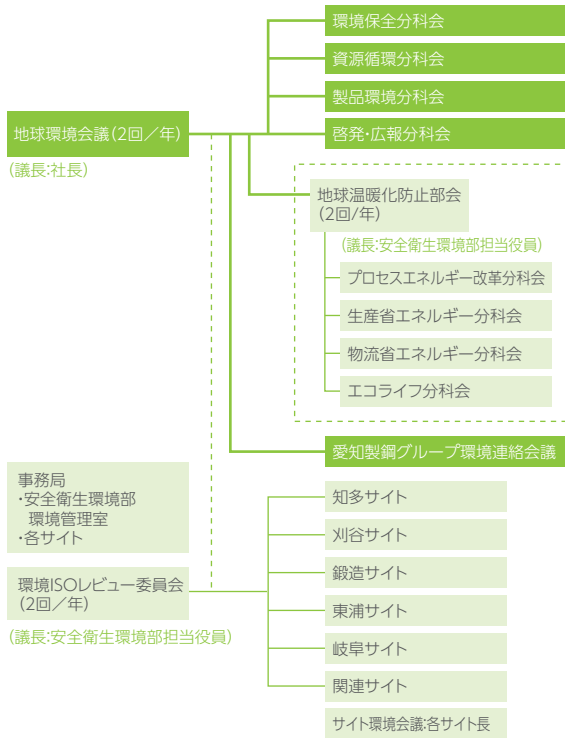 環境保全分科会
資源循環分科会
製品環境分科会
地球環境会議(2回／年)
啓発・広報分科会
(議長:社長)
地球温暖化防止部会
(2回/年)
(議長:安全衛生環境部担当役員)
プロセスエネルギー改革分科会
生産省エネルギー分科会
物流省エネルギー分科会
エコライフ分科会
愛知製鋼グループ環境連絡会議
事務局
・安全衛生環境部
環境管理室
・各サイト
環境ISOレビュー委員会
(2回／年)
(議長:安全衛生環境部担当役員)
知多サイト
刈谷サイト
鍛造サイト
東浦サイト
岐阜サイト
関連サイト
サイト環境会議:各サイト長